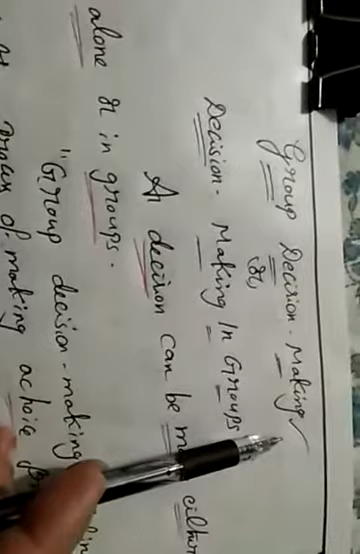 Group Decision-Making
or,
Decision-Making In Groups
A decision can be
alone or in groups.
"Group decision-making
of making a choice